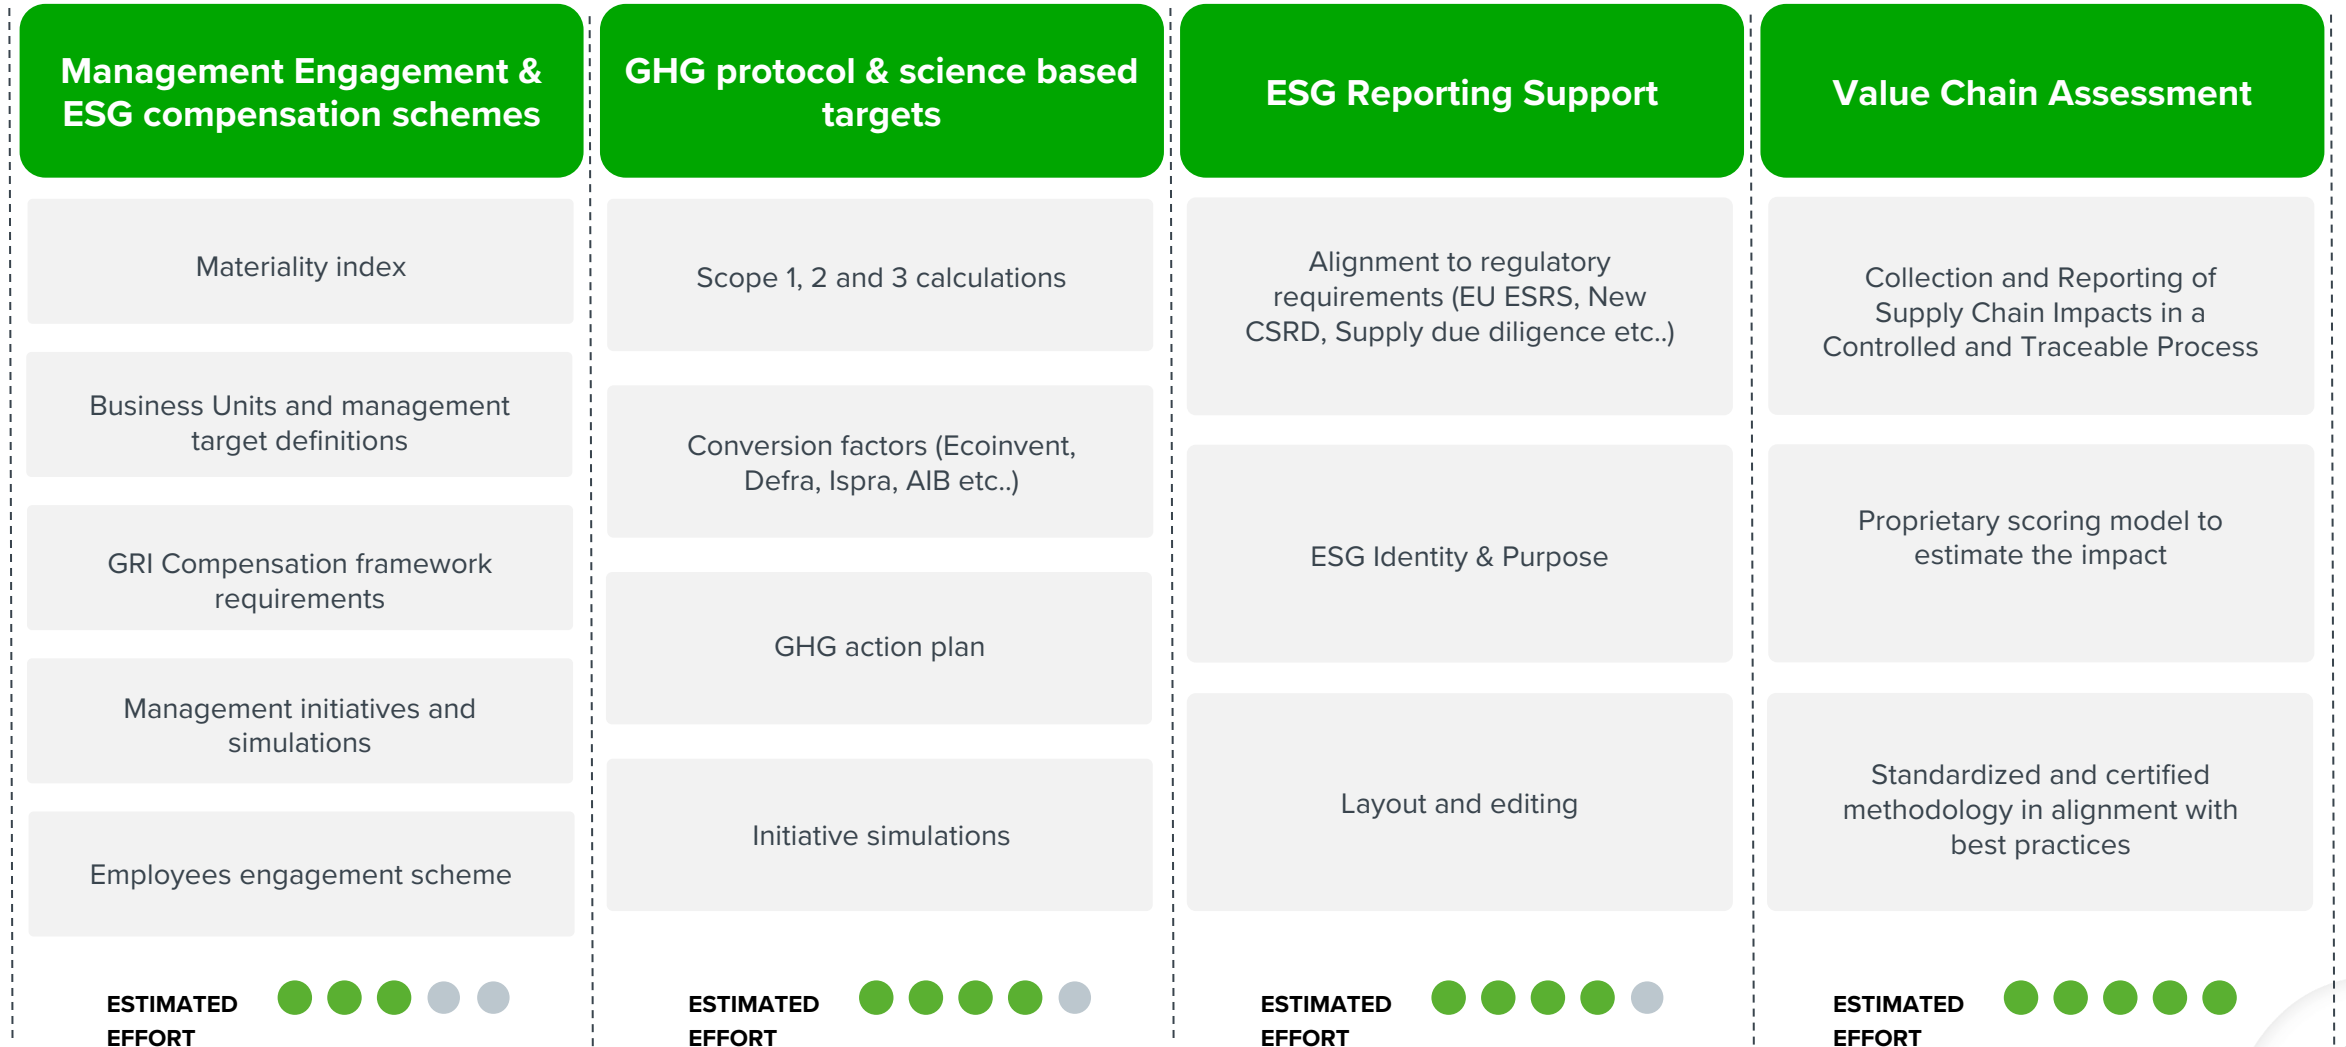 Management Engagement &
ESG compensation schemes
Materiality index
Business Units and management
target definitions
GRI Compensation framework
requirements
Management initiatives and
simulations
Employees engagement scheme
ESTIMATED
EFFORT
GHG protocol & science based
targets
Scope 1, 2 and 3 calculations
Conversion factors (Ecoinvent,
Defra, Ispra, AIB etc..)
GHG action plan
Initiative simulations
ESTIMATED
EFFORT
ESG Reporting Support
Alignment to regulatory
requirements (EU ESRS, New
CSRD, Supply due diligence etc..)
ESG Identity & Purpose
Layout and editing
ESTIMATED
EFFORT
Value Chain Assessment
Collection and Reporting of
Supply Chain Impacts in a
Controlled and Traceable Process
Proprietary scoring model to
estimate the impact
Standardized and certified
methodology in alignment with
best practices
ESTIMATED
EFFORT